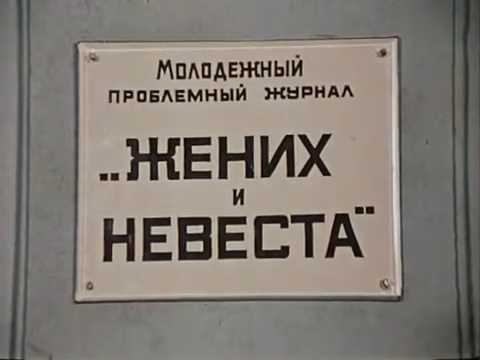 МОЛОДЕЖНЫЙ
ПРОБЛЕМНЫЙ ЖУРНАЛ
„ЖЕНИХ
И
НЕВЕСТА"